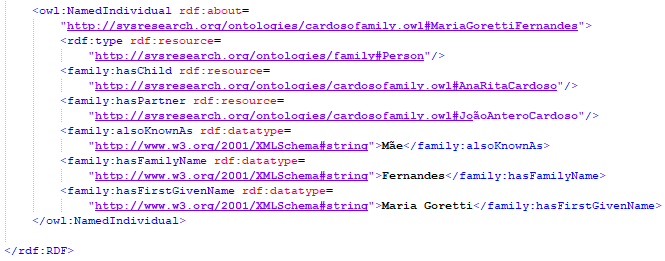 <owl:NamedIndividual rdf:about=
"http://sysresearch.org/ontologies/cardosofamily.owl#MariaGorettiFernandes">
<rdf:type rdf:resource=
"http://sysresearch.org/ontologies/family#Person"/>
<family:hasChild rdf:resource=
"http://sysresearch.org/ontologies/cardosofamily.owl#AnaRitaCardoso"/>
<family:hasPartner rdf:resource=
"http://sysresearch.org/ontologies/cardosofamily.owl#JoãoAnteroCardoso"/>
<family:alsoKnownAs rdf:datatype=
"http://www.w3.org/2001/XMLSchema#string">Mãe</family:alsoKnownAs>
<family:hasFamilyName rdf:datatype=
"http://www.w3.org/2001/XMLSchema#string">Fernandes</family:hasFamilyName>
<family:hasFirstGivenName rdf:datatype=
"http://www.w3.org/2001/XMLSchema#string">Maria Goretti</family:hasFirstGivenName>
</owl:NamedIndividual>
</rdf:RDF>